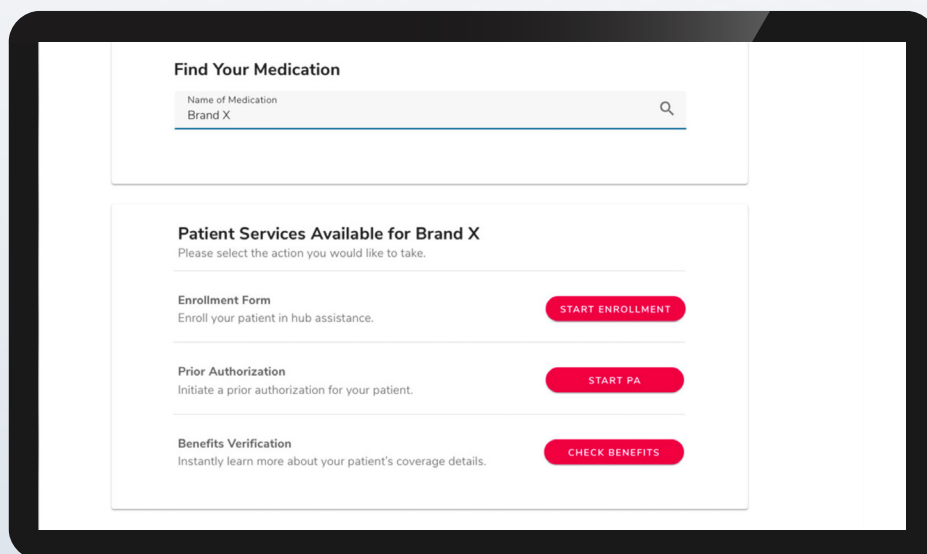 Find Your Medication
Name of Medication
Brand X
Patient Services Available for Brand X
Please select the action you would like to take.
Enrollment Form
Enroll your patient in hub assistance.
START ENROLLMENT
Prior Authorization
Initiate a prior authorization for your patient.
START PA
Benefits Verification
Instantly learn more about your patient's coverage details.
CHECK BENEFITS